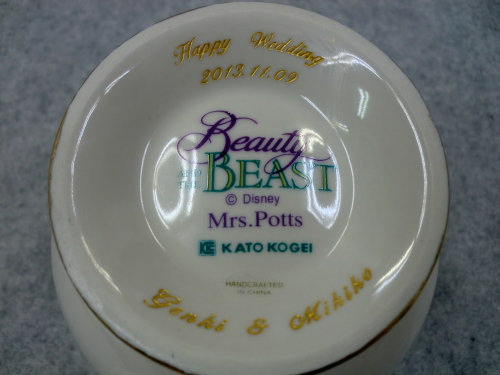 Happy Wedding
2013.11.09
Beauty
AND THE
BEAST
© Disney
Mrs.Potts
KK KATO KOGEI
HANDCRAFTED
IN CHINA
Genki & Mihiko